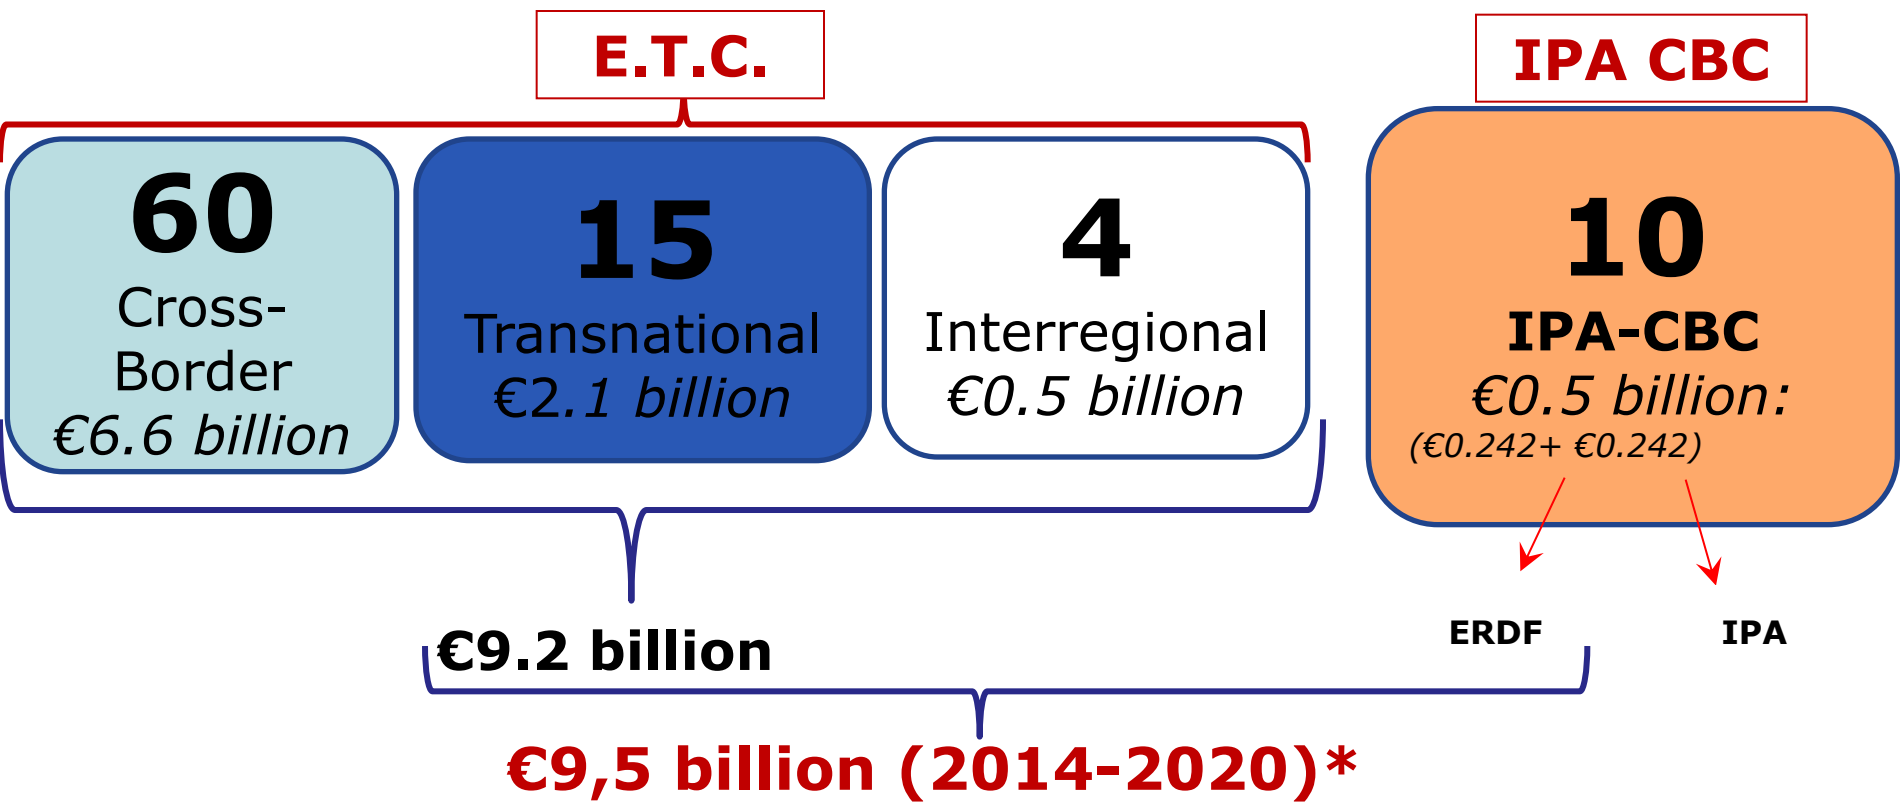 E.T.C.
IPA CBC
60
Cross-
Border
€6.6 billion
15
Transnational
€2.1 billion
4
Interregional
€0.5 billion
10
IPA-CBC
€0.5 billion:
(€0.242+ €0.242)
ERDF
IPA
€9.2 billion
€9,5 billion (2014-2020)*